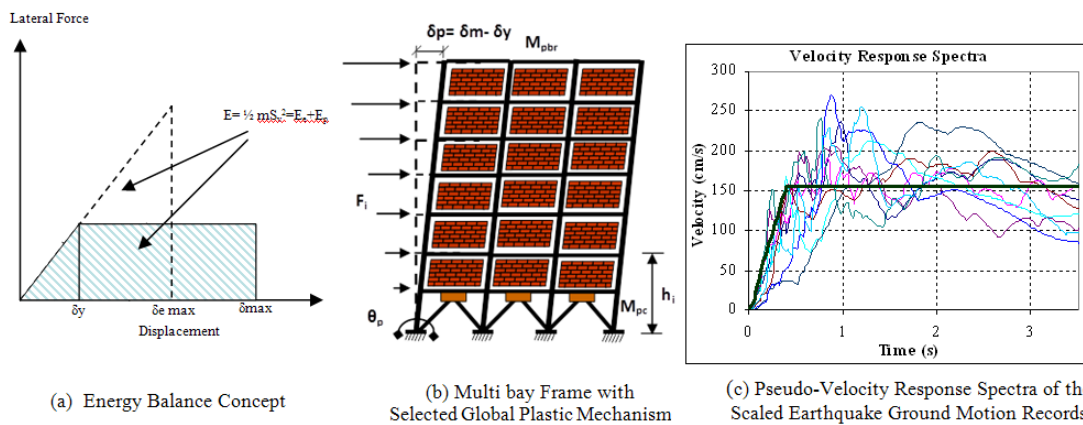 Lateral Force
E= ½ mSᵥ²=Eₑ+Eₚ
δy
δe max
δmax
Displacement
(a) Energy Balance Concept
δp= δm- δy
Mpbr
Fi
hi
θp
Mpc
(b) Multi bay Frame with
Selected Global Plastic Mechanism
Velocity Response Spectra
Velocity (cm/s)
300
250
200
150
100
50
0
0 1 2 3
Time (s)
(c) Pseudo-Velocity Response Spectra of th
Scaled Earthquake Ground Motion Records